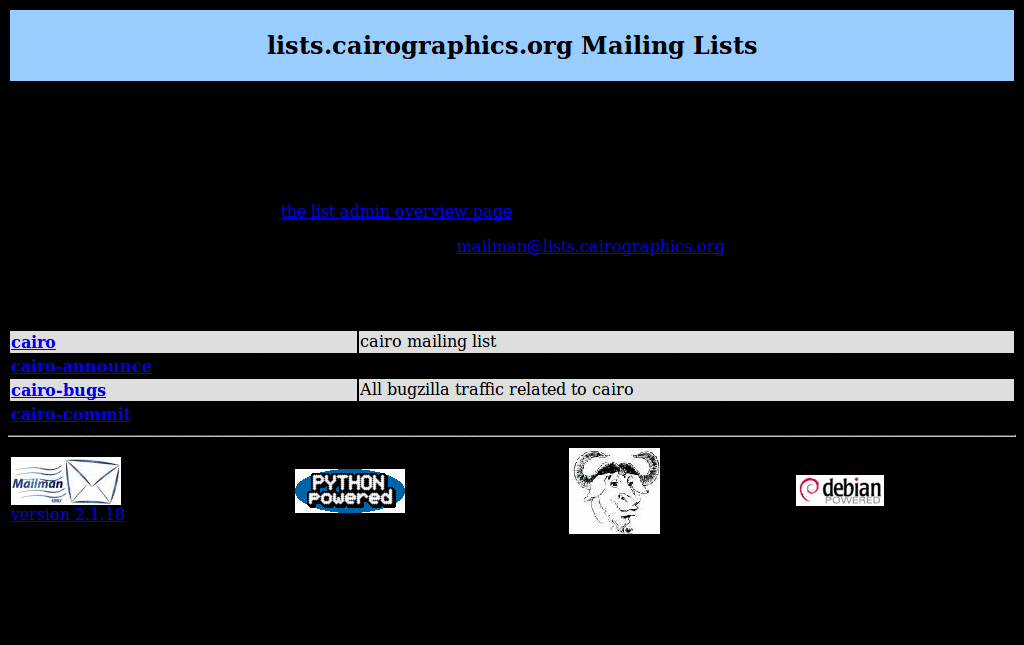 lists.cairographics.org Mailing Lists
the list admin overview page
mailman@lists.cairographics.org
cairo cairo mailing list
cairo-announce
cairo-bugs All bugzilla traffic related to cairo
cairo-commit
Mailman
PYTHON
powered
debian
POWERED
version 2.1.18